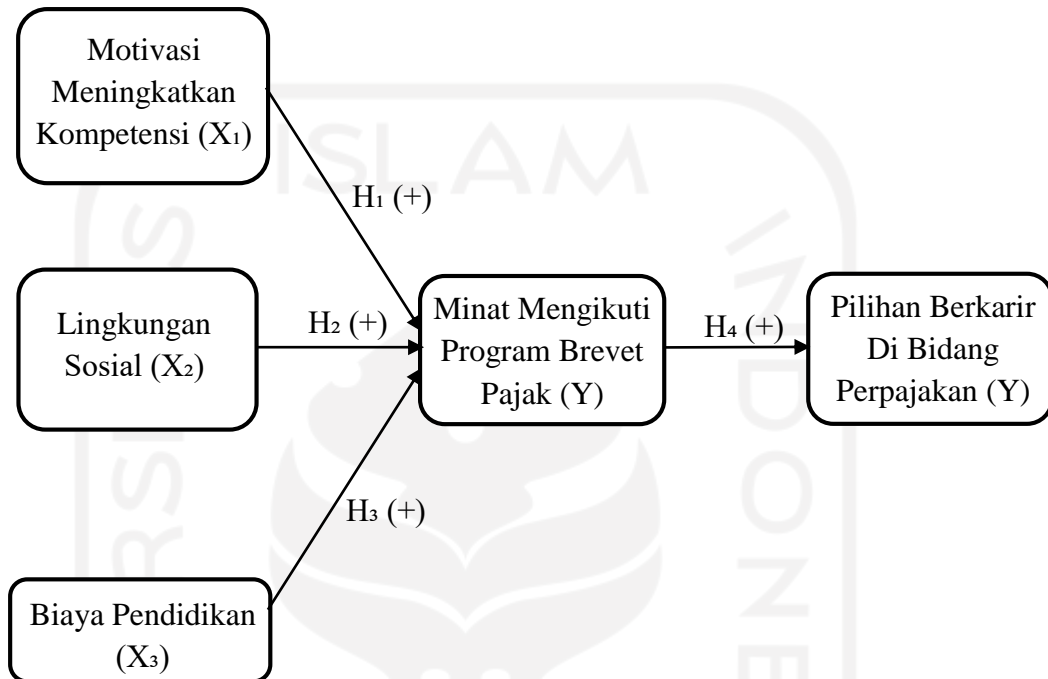 Motivasi
Meningkatkan
Kompetensi (X₁)
ISLAM
H₁ (+)
Lingkungan
Sosial (X₂)
H₂ (+)
Minat Mengikuti
Program Brevet
Pajak (Y)
H₄ (+)
Pilihan Berkarir
Di Bidang
Perpajakan (Y)
H₃ (+)
Biaya Pendidikan
(X₃)